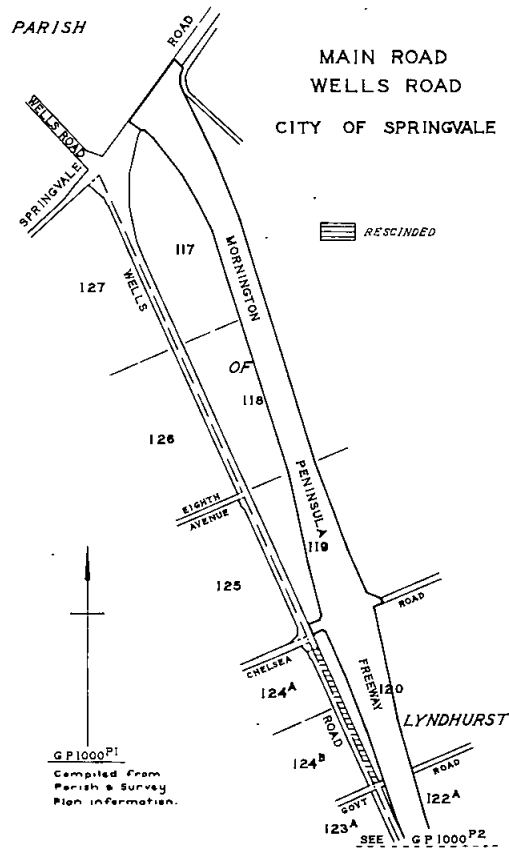 PARISH
ROAD
MAIN ROAD
WELLS ROAD
CITY OF SPRINGVALE
WELLS ROAD
SPRINGVALE
RESCINDED
117
MORNINGTON
127
WELLS
OF
118
126
PENINSULA
EIGHTH
AVENUE
119
125
ROAD
CHELSEA
124A
FREEWAY
120
LYNDHURST
ROAD
124B
GP1000P1
Compiled from
Parish & Survey
Plan information.
ROAD
GOVT
122A
123A
SEE GP1000P2